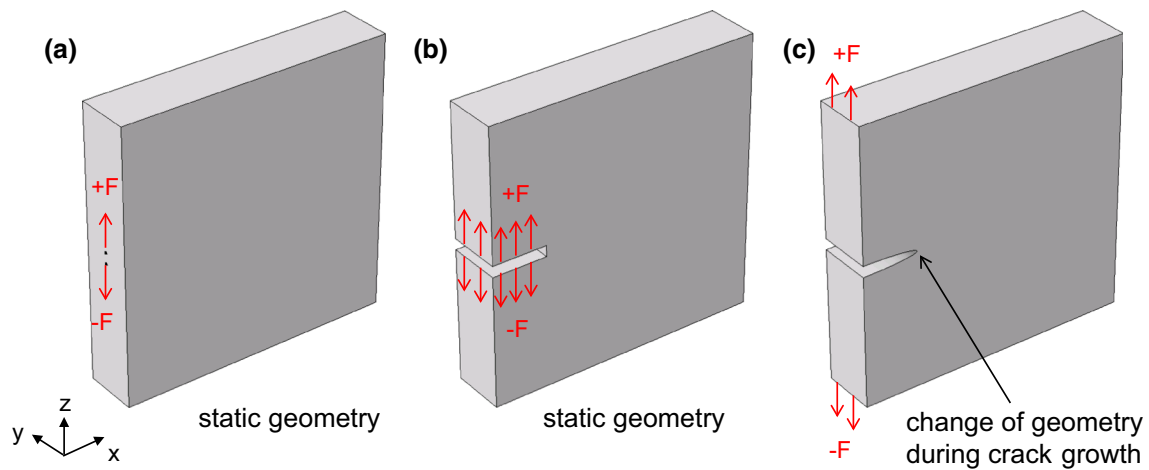 (a)
+F
-F
static geometry
z
y
x
(b)
+F
-F
static geometry
(c)
+F
-F
change of geometry
during crack growth